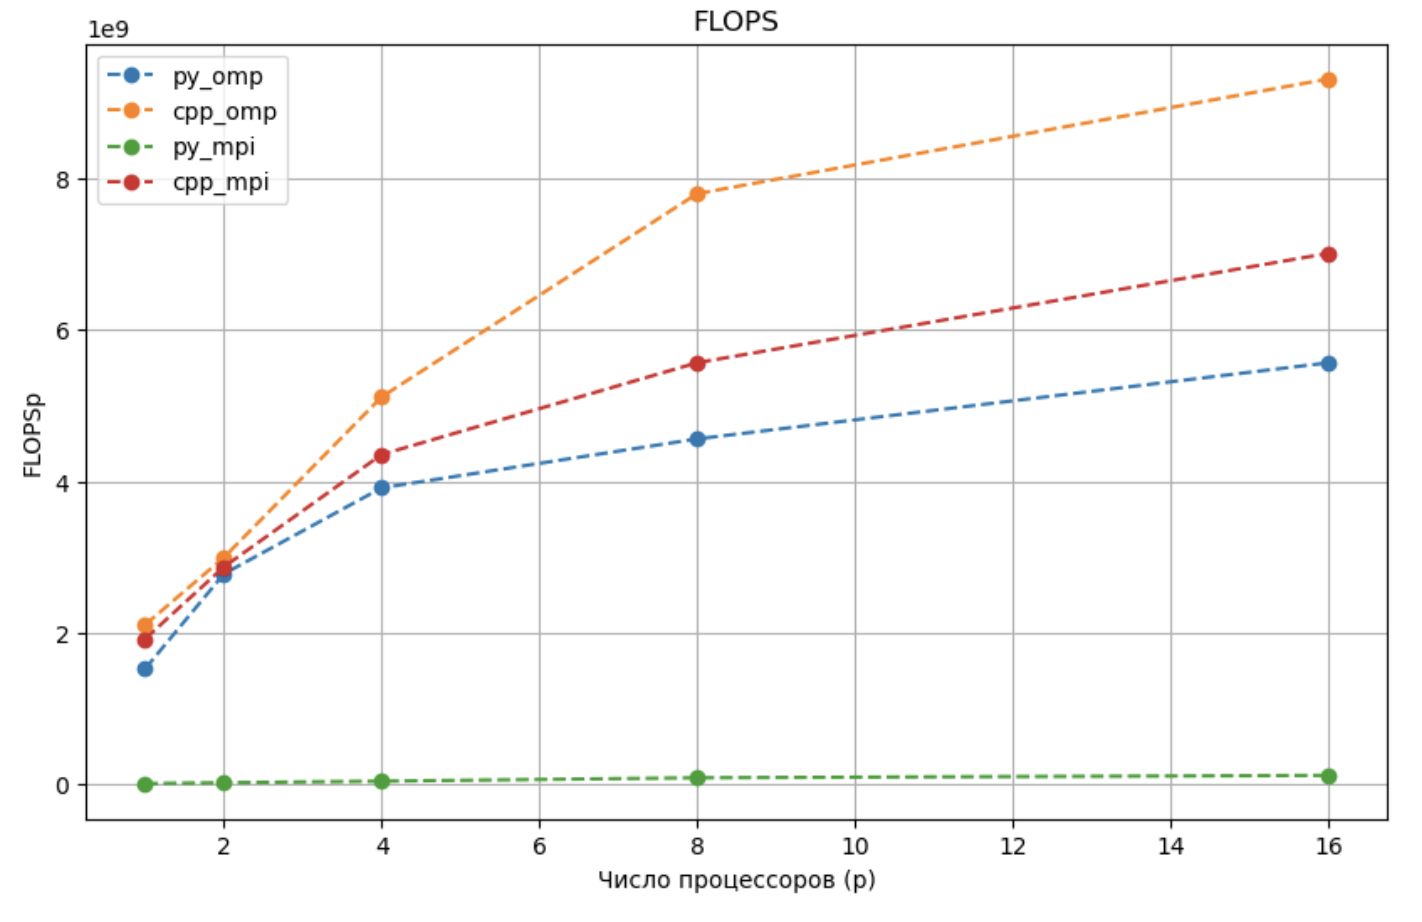 FLOPS
1e9
py_omp
cpp_omp
py_mpi
cpp_mpi
8
6
4
2
0
FLOPSp
2 4 6 8 10 12 14 16
Число процессоров (p)